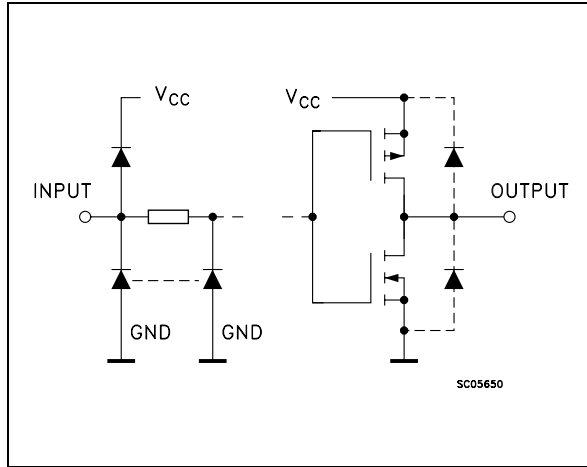 VCC
VCC
INPUT
OUTPUT
GND
GND
SC05650